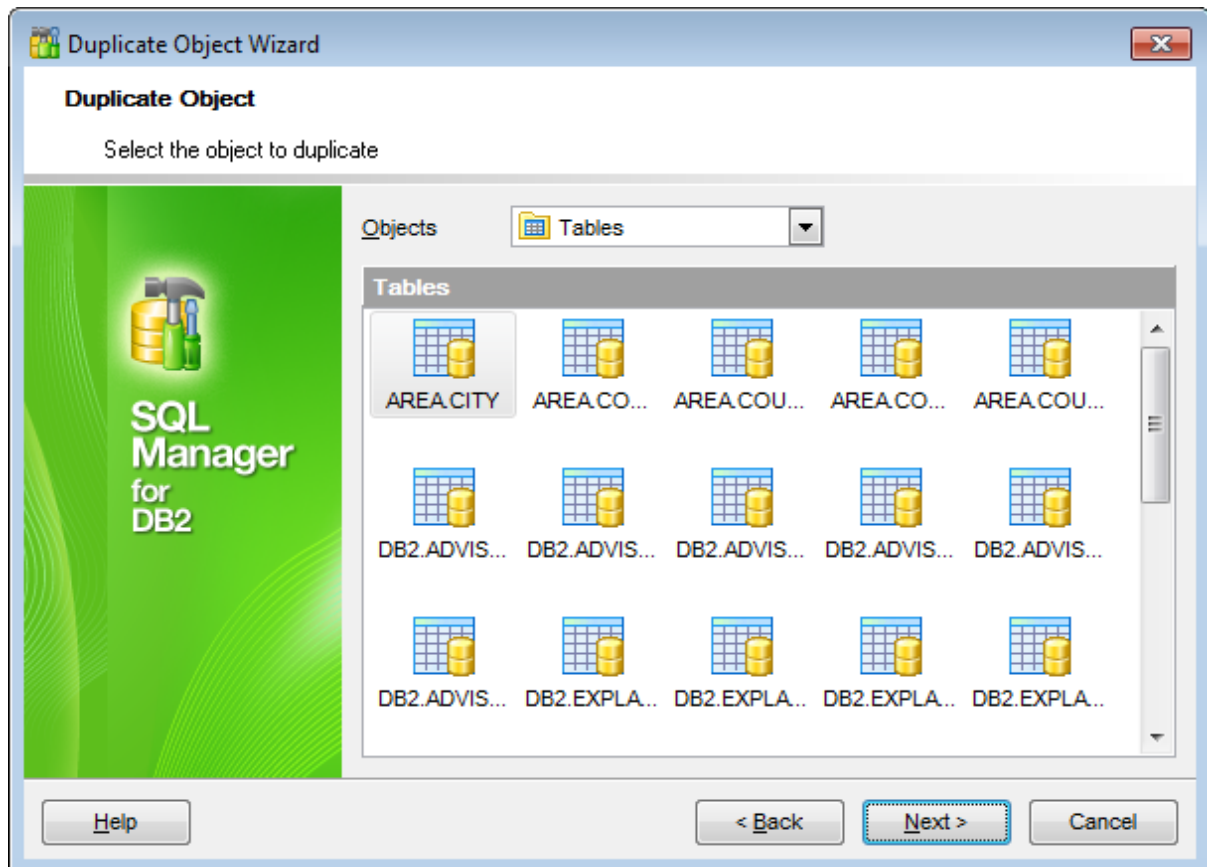 Duplicate Object Wizard
Duplicate Object
Select the object to duplicate
Objects Tables
Tables
AREA.CITY AREA.CO... AREA.COU... AREA.CO... AREA.COU...
DB2.ADVIS... DB2.ADVIS... DB2.ADVIS... DB2.ADVIS... DB2.ADVIS...
DB2.ADVIS... DB2.EXPLA... DB2.EXPLA... DB2.EXPLA... DB2.EXPLA...
SQL
Manager
for
DB2
Help < Back Next > Cancel